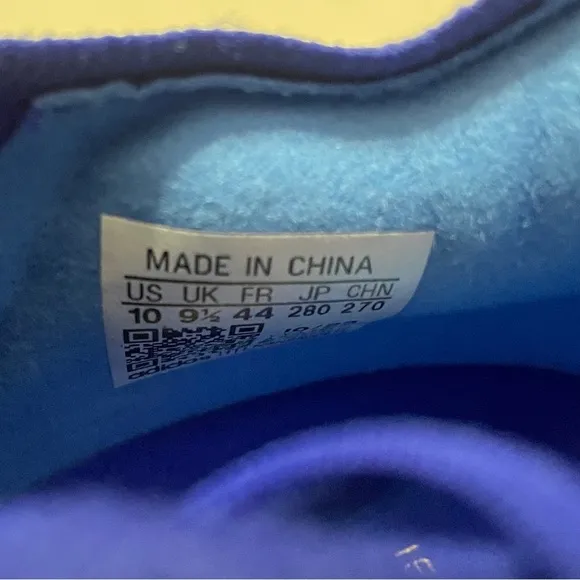 MADE IN CHINA
US UK FR JP CHN
10 9½ 44 280 270